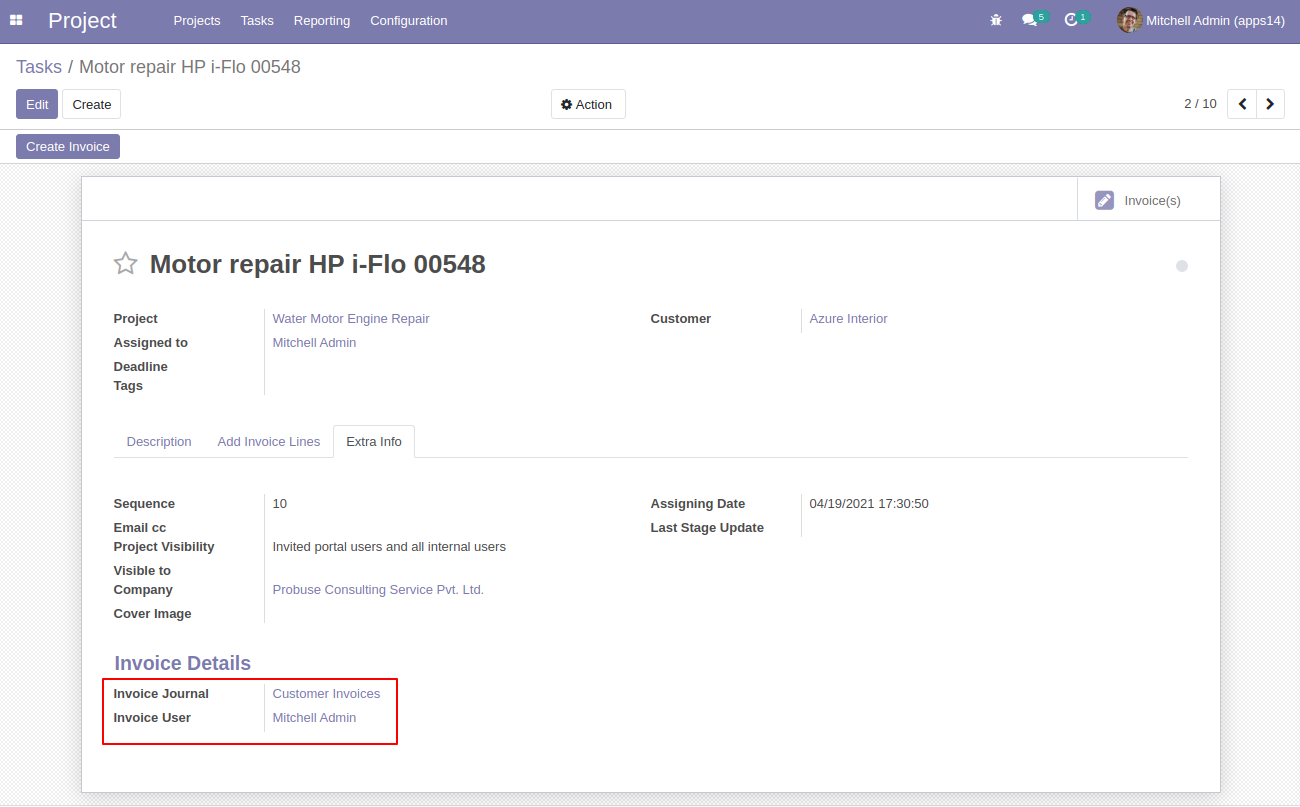 Project Projects Tasks Reporting Configuration 5 1 Mitchell Admin (apps14)
Tasks / Motor repair HP i-Flo 00548
Edit Create Action 2 / 10
Create Invoice
Invoice(s)
Motor repair HP i-Flo 00548
Project Water Motor Engine Repair Customer Azure Interior
Assigned to Mitchell Admin
Deadline
Tags
Description Add Invoice Lines Extra Info
Sequence 10 Assigning Date 04/19/2021 17:30:50
Email cc Last Stage Update
Project Visibility Invited portal users and all internal users
Visible to
Company Probuse Consulting Service Pvt. Ltd.
Cover Image
Invoice Details
Invoice Journal Customer Invoices
Invoice User Mitchell Admin